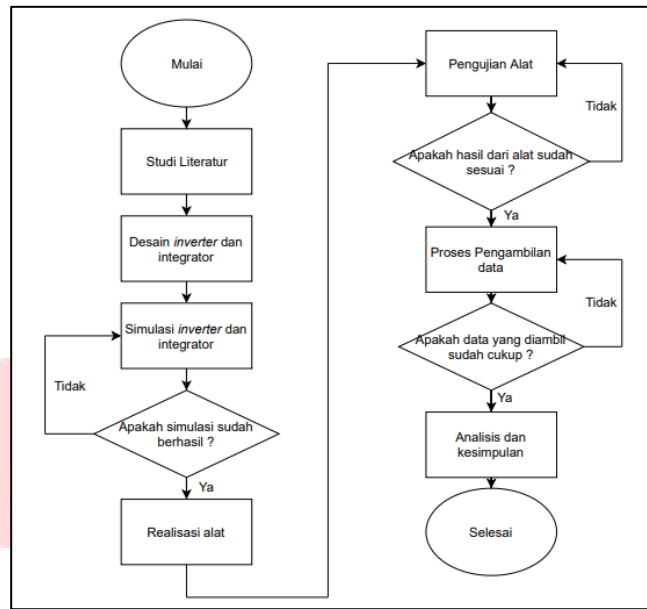 Mulai
Studi Literatur
Desain inverter dan
integrator
Simulasi inverter dan
integrator
Tidak
Apakah simulasi sudah
berhasil ?
Ya
Realisasi alat
Pengujian Alat
Tidak
Apakah hasil dari alat sudah
sesuai ?
Ya
Proses Pengambilan
data
Tidak
Apakah data yang diambil
sudah cukup ?
Ya
Analisis dan
kesimpulan
Selesai